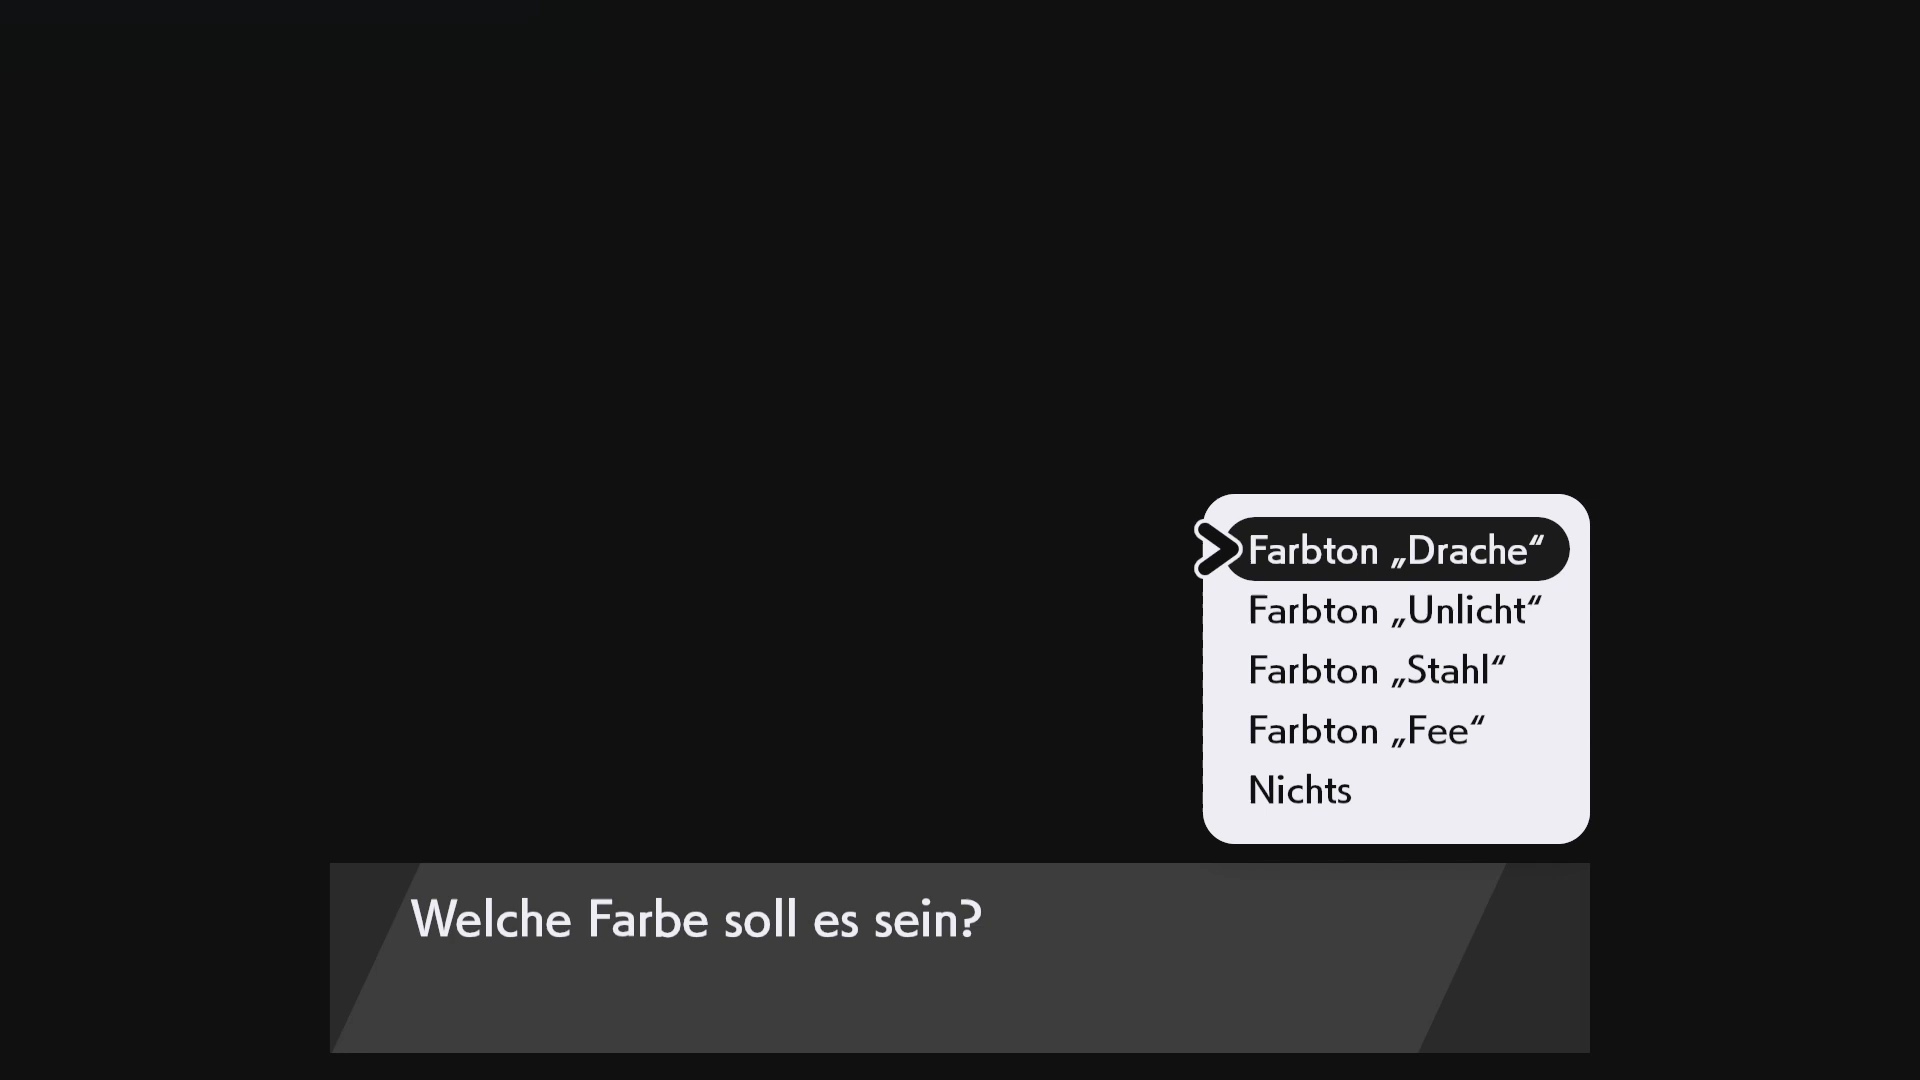 Farbton „Drache“
Farbton „Unlicht“
Farbton „Stahl“
Farbton „Fee“
Nichts
Welche Farbe soll es sein?